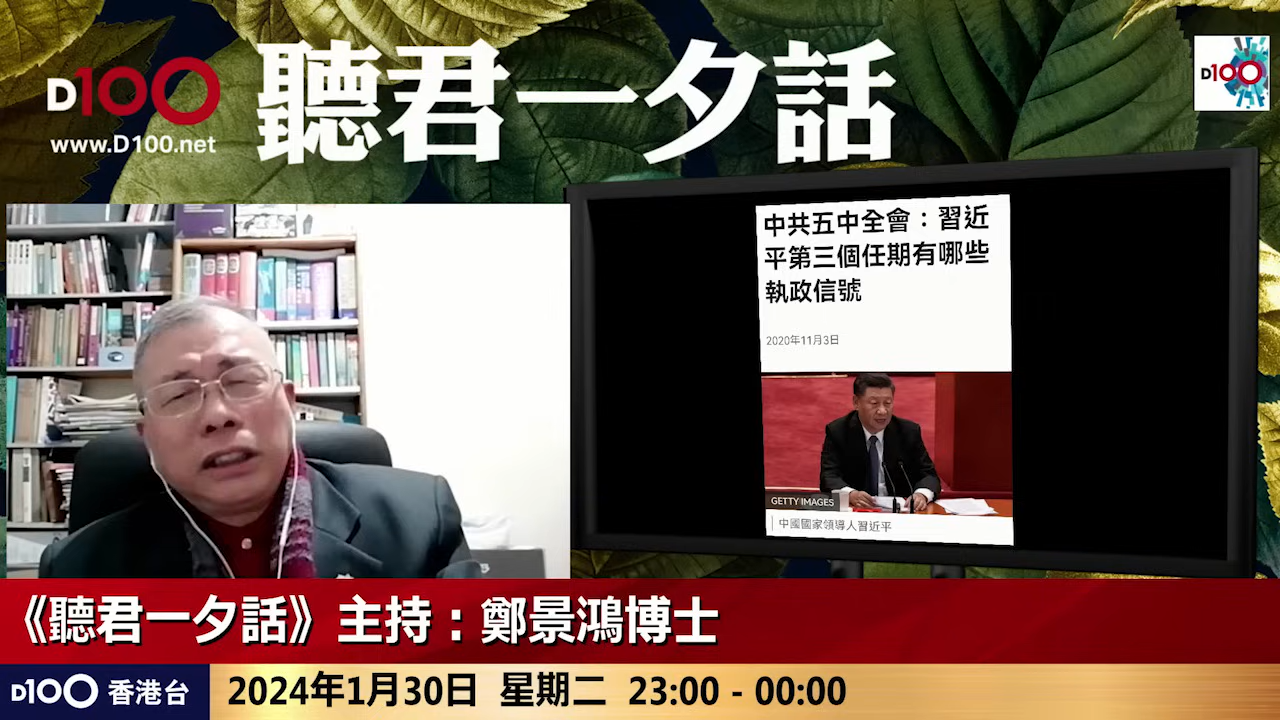 D100
www.D100.net
聽君一夕話
D100
中共五中全會：習近
平第三個任期有哪些
執政信號
2020年11月3日
GETTY IMAGES
中國國家領導人習近平
《聽君一夕話》主持：鄭景鴻博士
D100 香港台
2024年1月30日 星期二 23:00 - 00:00